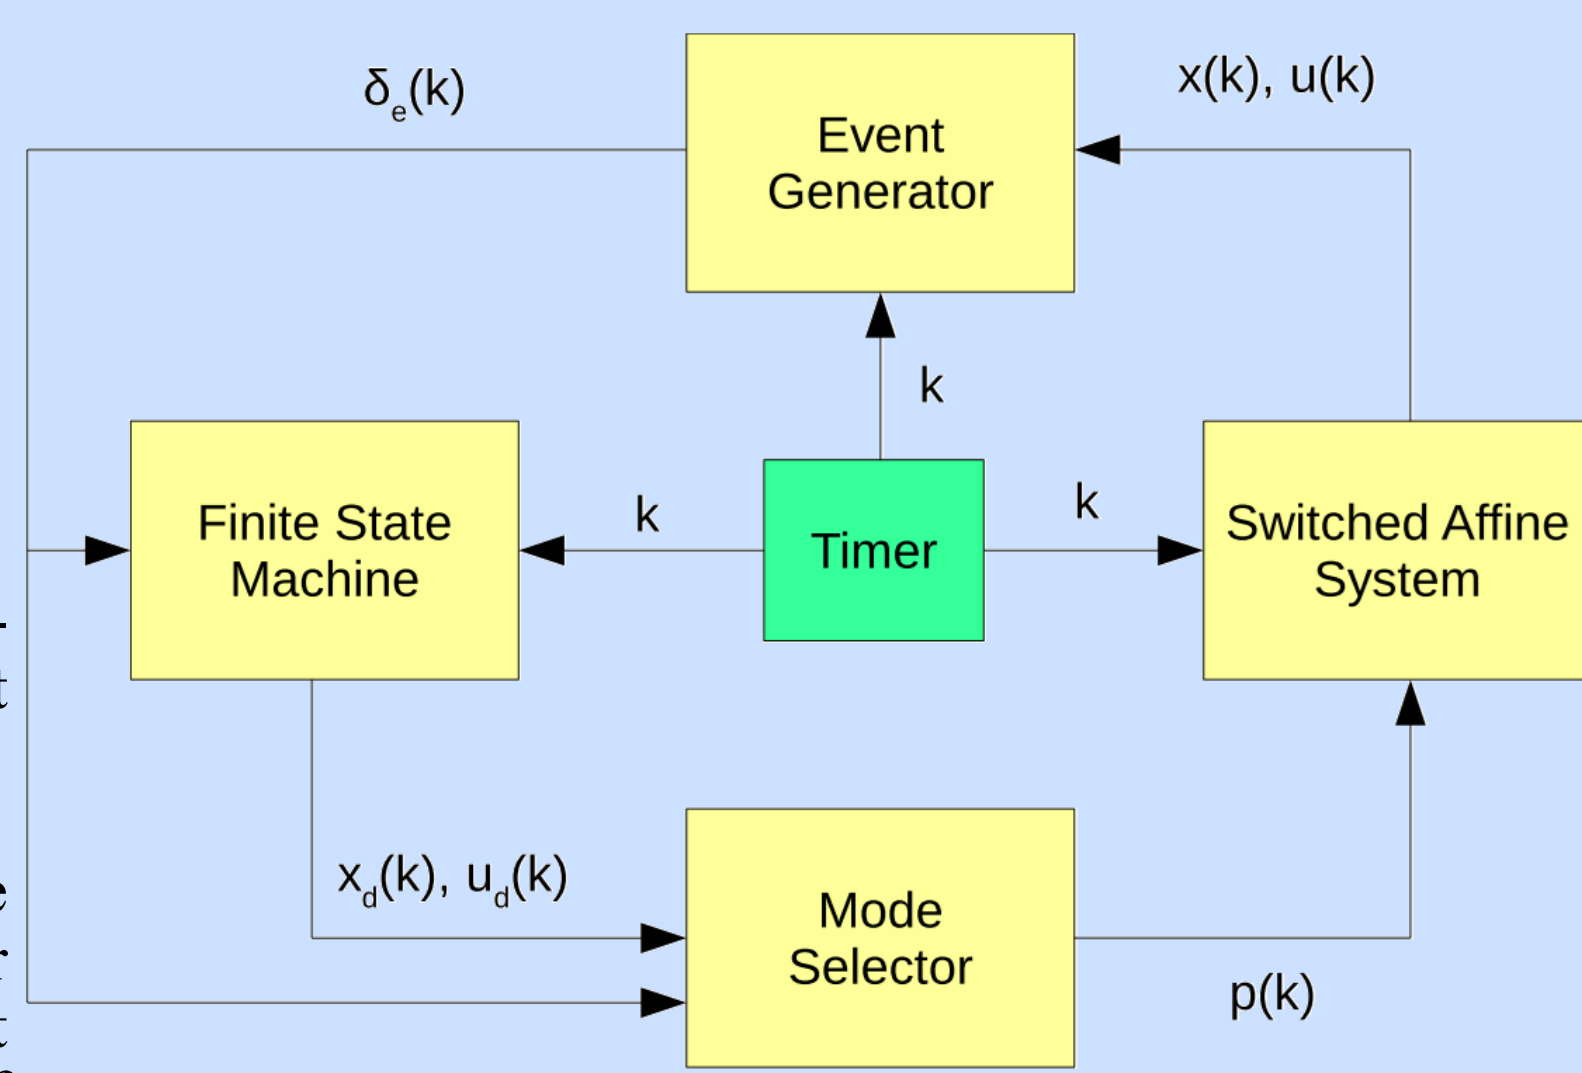 δe(k)
x(k), u(k)
Event
Generator
k
k
k
Finite State
Machine
Timer
Switched Affine
System
xd(k), ud(k)
Mode
Selector
p(k)